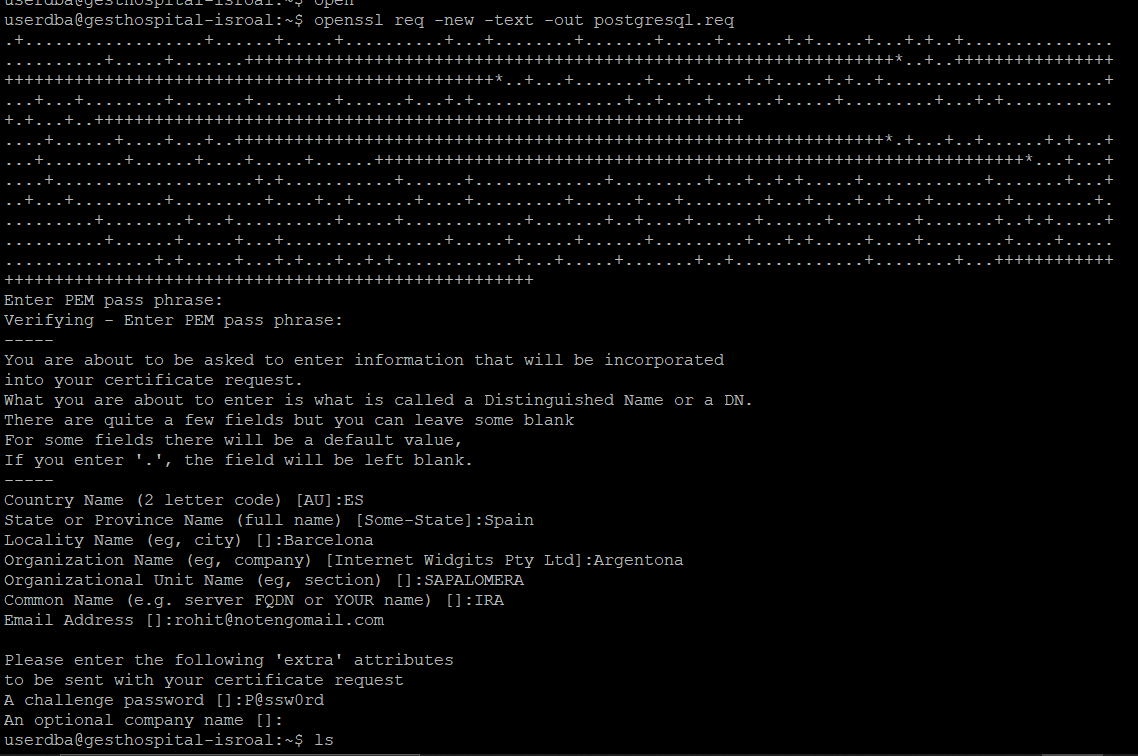 userdba@gesthospital-isroal:~$ open
userdba@gesthospital-isroal:~$ openssl req -new -text -out postgresql.req
.+..................+......+.....+..........+...+........+.......+.....+......+.+.....+...+.+..+...............
..........+.....+.......+++++++++++++++++++++++++++++++++++++++++++++++++++++++++++++++++*..+..++++++++++++++++
+++++++++++++++++++++++++++++++++++++++++++++++++*..+...+.......+...+.....+.+.....+.+..+......................+
...+...+........+.......+........+......+...+.+...............+..+....+......+.....+.........+...+.+...........
+.+...+..+++++++++++++++++++++++++++++++++++++++++++++++++++++++++++++++++
....+......+....+...+..+++++++++++++++++++++++++++++++++++++++++++++++++++++++++++++++++*.+...+..+......+.+...+
...+........+......+....+.....+......+++++++++++++++++++++++++++++++++++++++++++++++++++++++++++++++++*...+...+
....+....................+.+...........+......+.............+.........+...+..+.+.....+............+.......+...+
..+...+.........+.........+....+..+......+....+.........+......+...+........+...+....+..+...+.......+........+.
.........+........+...+..........+.....+............+.......+..+....+......+......+........+.......+..+.+.....+
..........+......+.....+...+................+.....+......+......+.........+...+.+.....+....+........+....+.....
...............+.+.....+...+.+...+..+.+............+...+.....+.......+..+.............+........+...++++++++++++
+++++++++++++++++++++++++++++++++++++++++++++++++++++
Enter PEM pass phrase:
Verifying - Enter PEM pass phrase:
-----
You are about to be asked to enter information that will be incorporated
into your certificate request.
What you are about to enter is what is called a Distinguished Name or a DN.
There are quite a few fields but you can leave some blank
For some fields there will be a default value,
If you enter '.', the field will be left blank.
-----
Country Name (2 letter code) [AU]:ES
State or Province Name (full name) [Some-State]:Spain
Locality Name (eg, city) []:Barcelona
Organization Name (eg, company) [Internet Widgits Pty Ltd]:Argentona
Organizational Unit Name (eg, section) []:SAPALOMERA
Common Name (e.g. server FQDN or YOUR name) []:IRA
Email Address []:rohit@notengomail.com
Please enter the following 'extra' attributes
to be sent with your certificate request
A challenge password []:P@ssw0rd
An optional company name []:
userdba@gesthospital-isroal:~$ ls